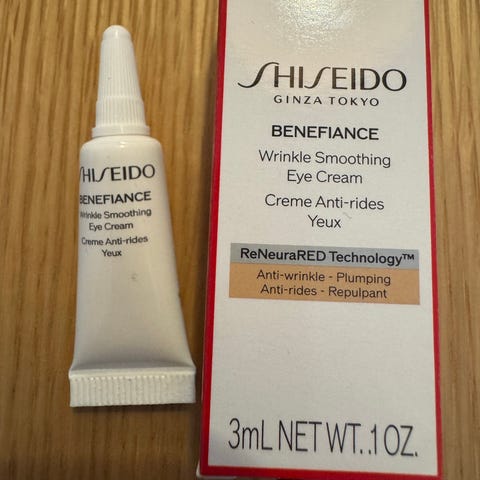 SHISEIDO
BENEFIANCE
Wrinkle Smoothing
Eye Cream
Creme Anti-rides
Yeux
SHISEIDO
GINZA TOKYO
BENEFIANCE
Wrinkle Smoothing
Eye Cream
Creme Anti-rides
Yeux
ReNeuraRED Technology™
Anti-wrinkle - Plumping
Anti-rides - Repulpant
3mL NET WT. .1 OZ.